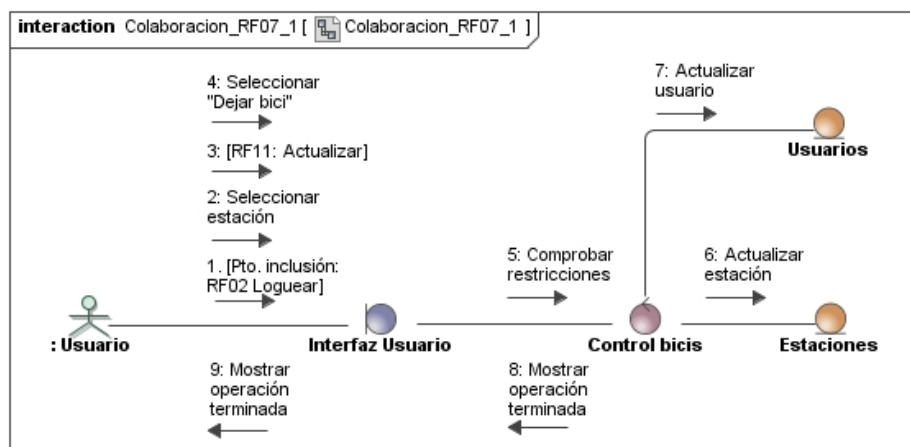 interaction Colaboracion_RF07_1 [ Colaboracion_RF07_1 ]
4: Seleccionar
"Dejar bici"
3: [RF11: Actualizar]
2: Seleccionar
estación
1. [Pto. inclusión:
RF02 Loguear]
7: Actualizar
usuario
Usuarios
5: Comprobar
restricciones
6: Actualizar
estación
: Usuario
Interfaz Usuario
Control bicis
Estaciones
9: Mostrar
operación
terminada
8: Mostrar
operación
terminada